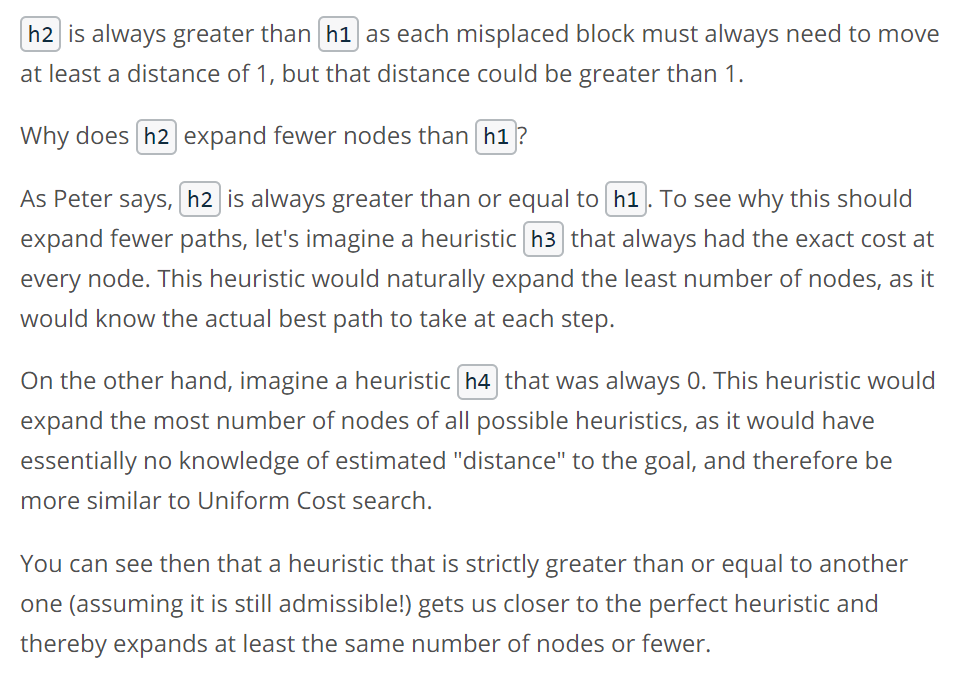 h2 is always greater than h1 as each misplaced block must always need to move
at least a distance of 1, but that distance could be greater than 1.
Why does h2 expand fewer nodes than h1?
As Peter says, h2 is always greater than or equal to h1. To see why this should
expand fewer paths, let's imagine a heuristic h3 that always had the exact cost at
every node. This heuristic would naturally expand the least number of nodes, as it
would know the actual best path to take at each step.
On the other hand, imagine a heuristic h4 that was always 0. This heuristic would
expand the most number of nodes of all possible heuristics, as it would have
essentially no knowledge of estimated "distance" to the goal, and therefore be
more similar to Uniform Cost search.
You can see then that a heuristic that is strictly greater than or equal to another
one (assuming it is still admissible!) gets us closer to the perfect heuristic and
thereby expands at least the same number of nodes or fewer.